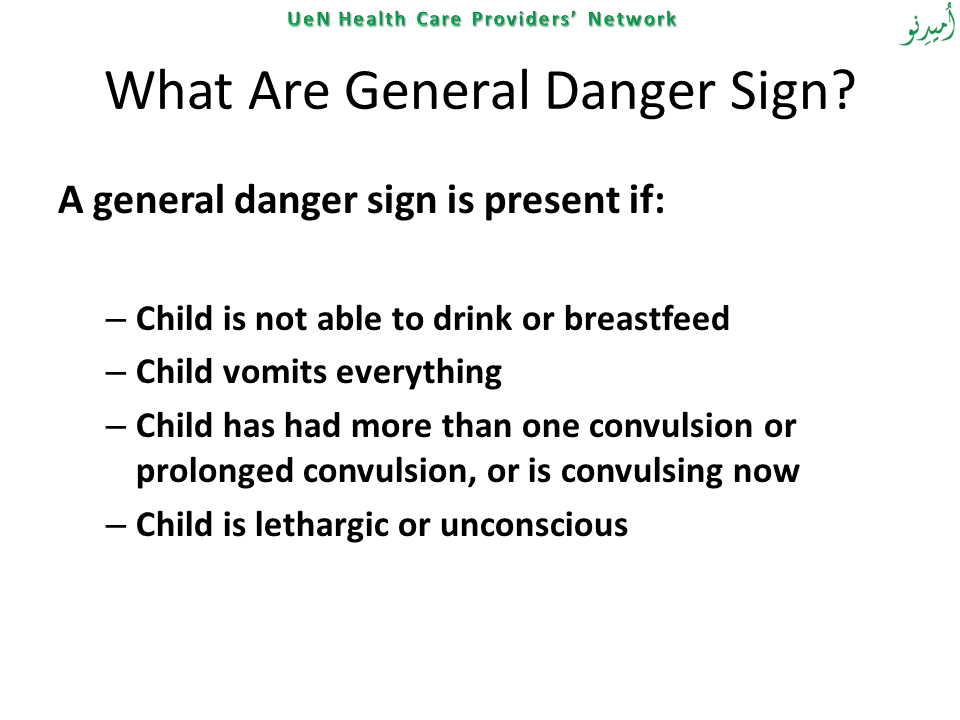 UeN Health Care Providers’ Network
اُمیدِنو
What Are General Danger Sign?
A general danger sign is present if:
– Child is not able to drink or breastfeed
– Child vomits everything
– Child has had more than one convulsion or
prolonged convulsion, or is convulsing now
– Child is lethargic or unconscious